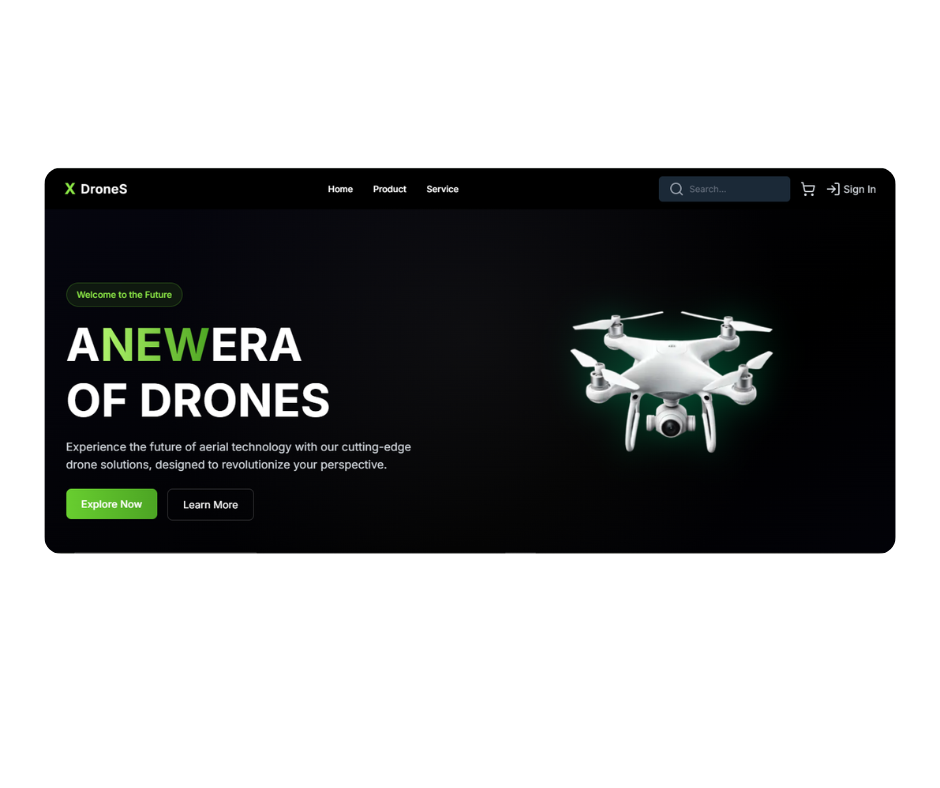 X DroneS
Home Product Service
Search...
Sign In
Welcome to the Future
ANEWERA
OF DRONES
Experience the future of aerial technology with our cutting-edge
drone solutions, designed to revolutionize your perspective.
Explore Now
Learn More